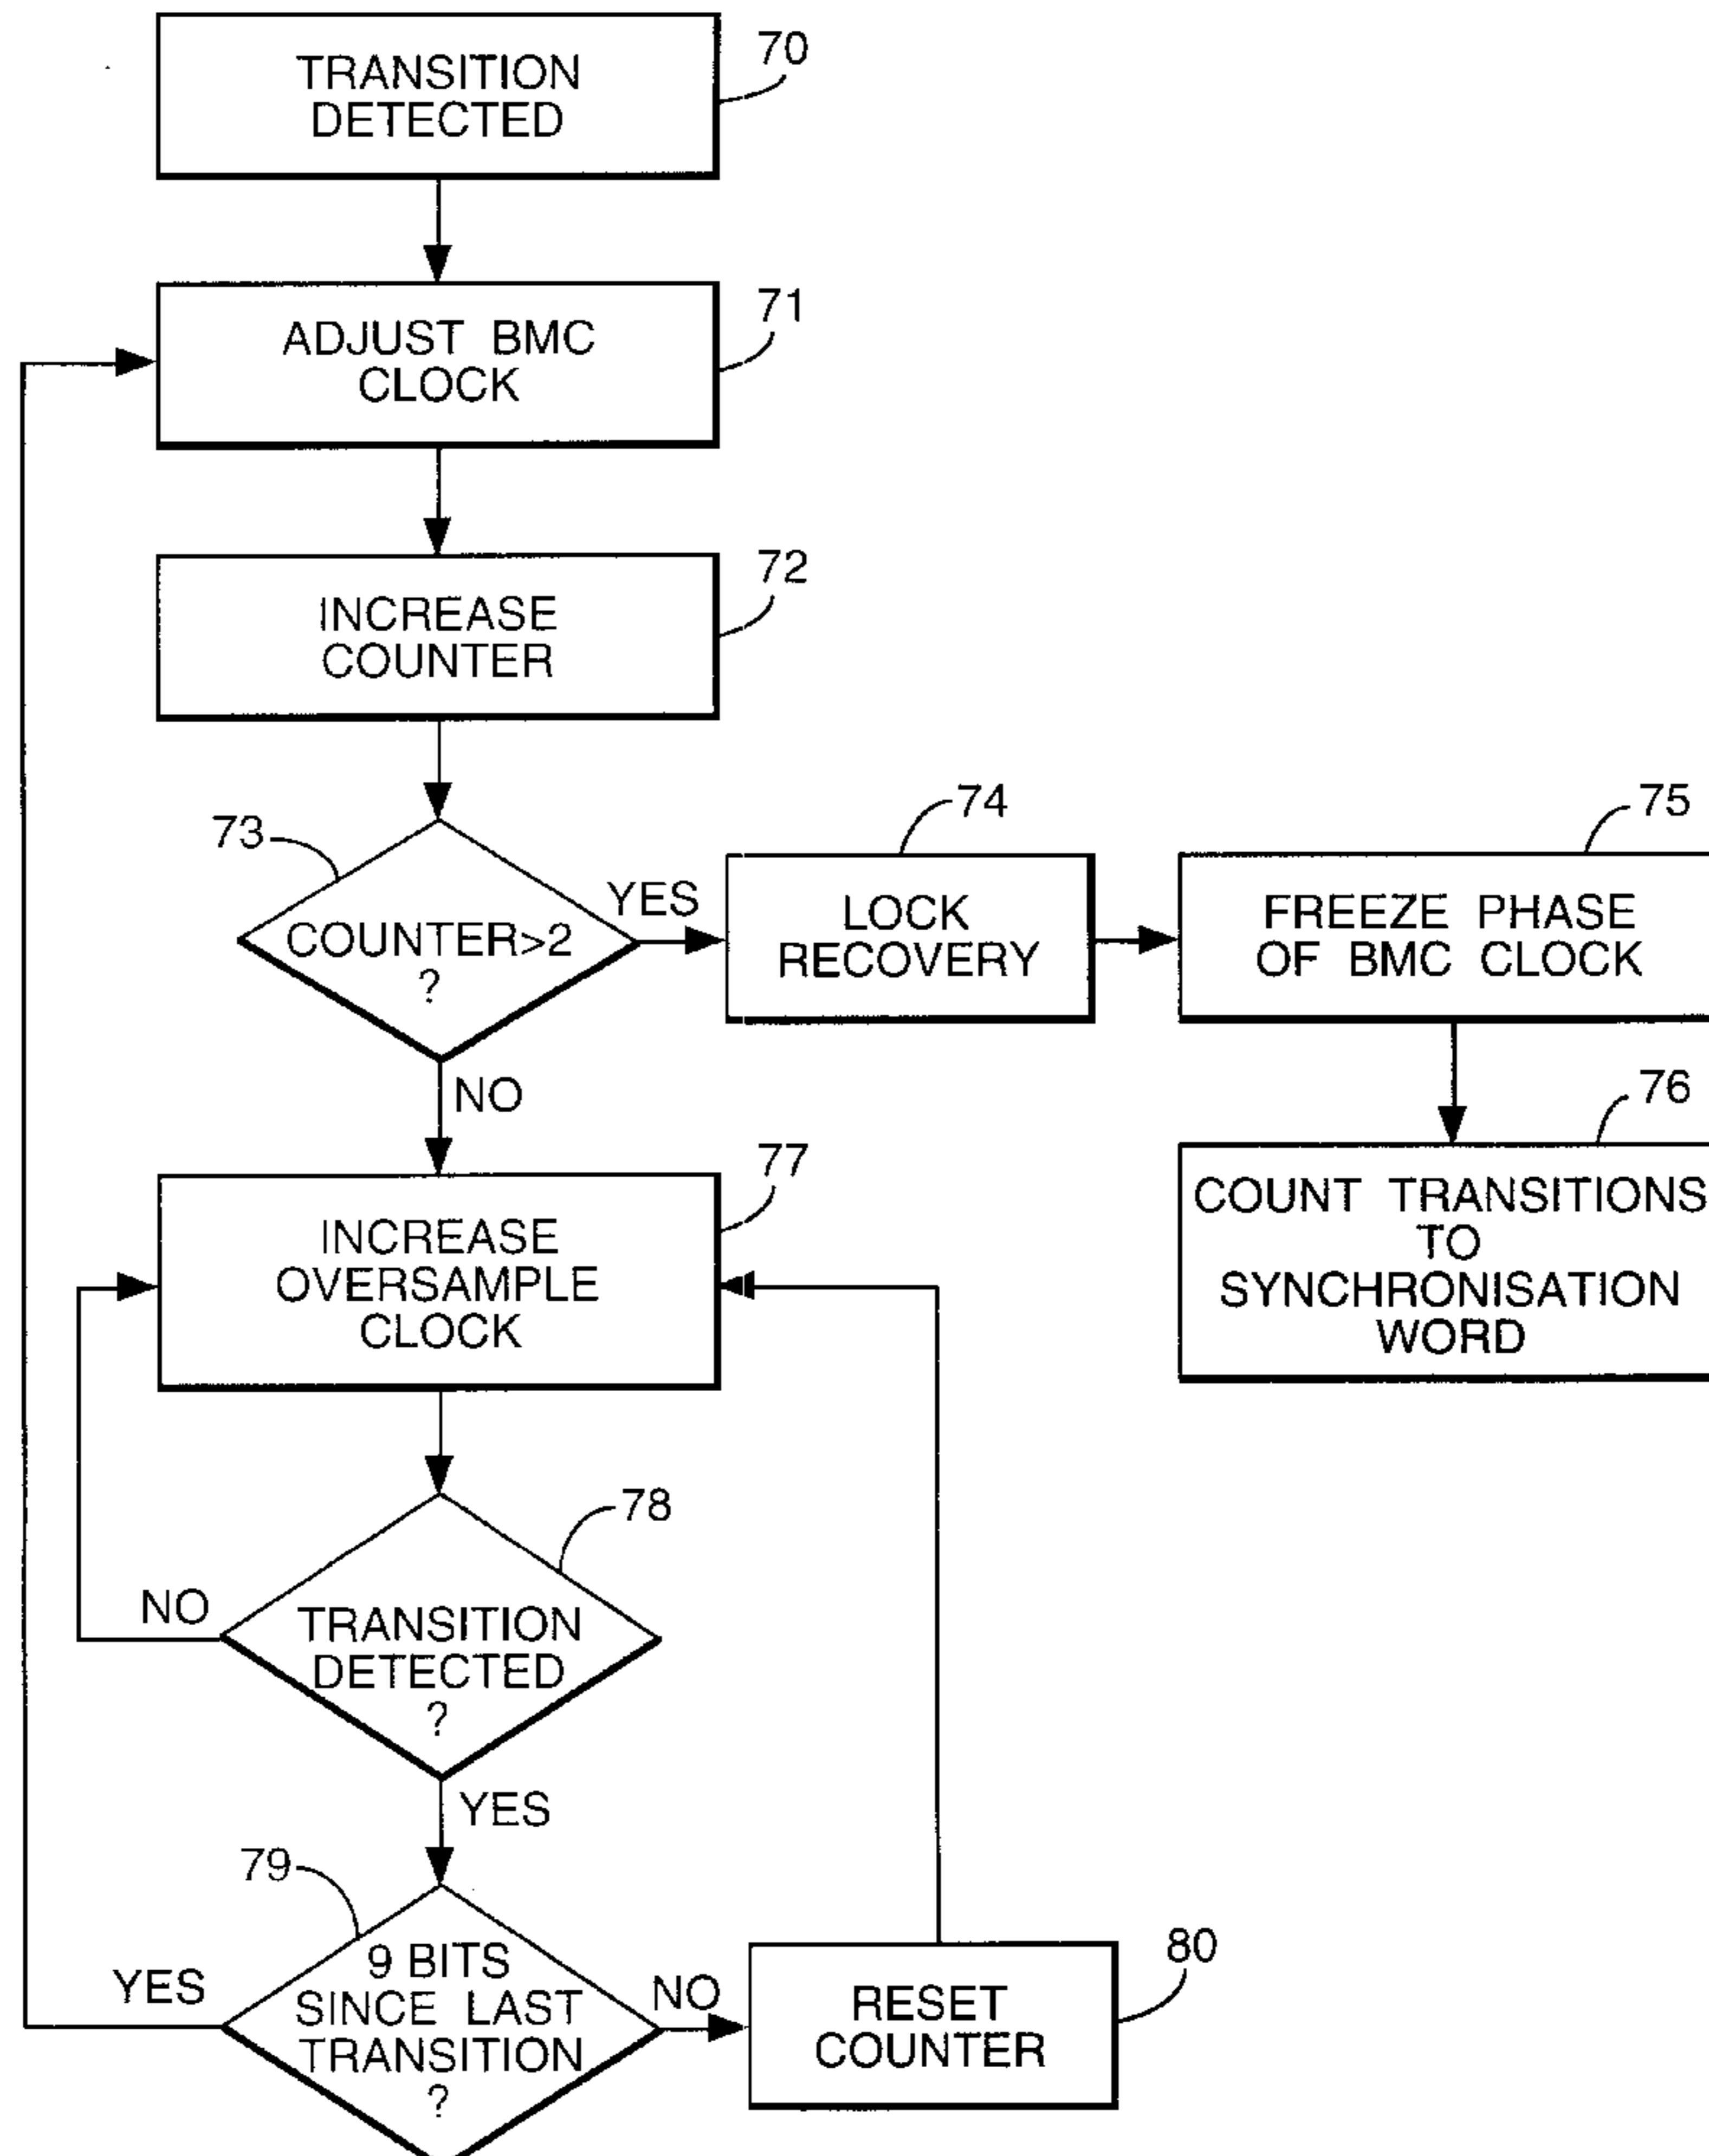 TRANSITION
DETECTED
70
ADJUST BMC
CLOCK
71
INCREASE
COUNTER
72
73
COUNTER>2
?
YES
NO
74
LOCK
RECOVERY
75
FREEZE PHASE
OF BMC CLOCK
76
COUNT TRANSITIONS
TO
SYNCHRONISATION
WORD
77
INCREASE
OVERSAMPLE
CLOCK
78
TRANSITION
DETECTED
?
NO
YES
79
9 BITS
SINCE LAST
TRANSITION
?
YES
NO
80
RESET
COUNTER